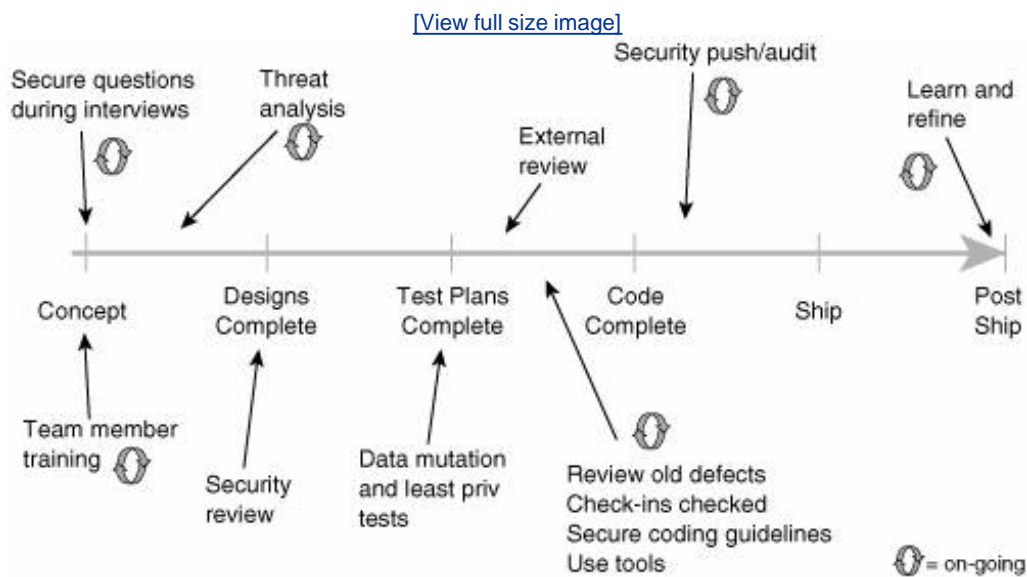 [View full size image]
Secure questions
during interviews
Threat
analysis
External
review
Security push/audit
Learn and
refine
Concept
Designs
Complete
Test Plans
Complete
Code
Complete
Ship
Post
Ship
Team member
training
Security
review
Data mutation
and least priv
tests
Review old defects
Check-ins checked
Secure coding guidelines
Use tools
= on-going